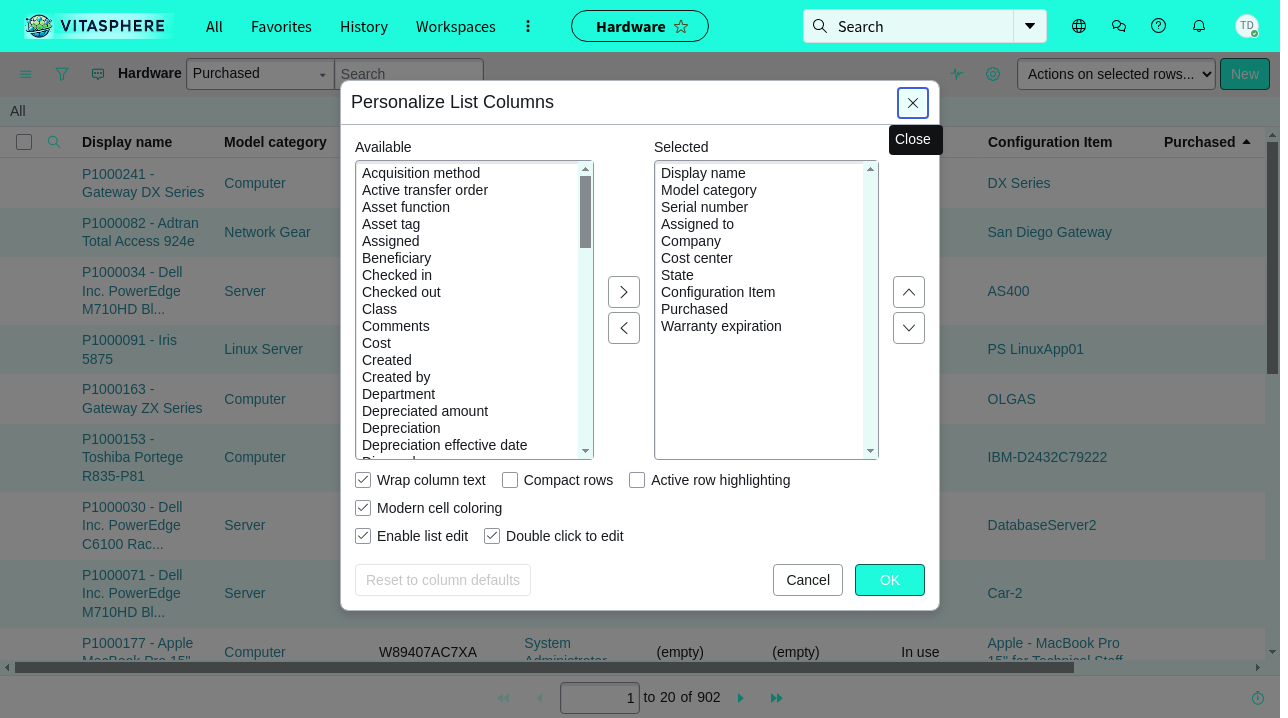 VITASPHERE
All
Favorites
History
Workspaces
Hardware
Search
TD
Hardware
Purchased
Search
Actions on selected rows...
New
All
Display name
Model category
Configuration Item
Purchased
P1000241 -
Gateway DX Series
Computer
DX Series
P1000082 - Adtran
Total Access 924e
Network Gear
San Diego Gateway
P1000034 - Dell
Inc. PowerEdge
M710HD Bl...
Server
AS400
P1000091 - Iris
5875
Linux Server
PS LinuxApp01
P1000163 -
Gateway ZX Series
Computer
OLGAS
P1000153 -
Toshiba Portege
R835-P81
Computer
IBM-D2432C79222
P1000030 - Dell
Inc. PowerEdge
C6100 Rac...
Server
DatabaseServer2
P1000071 - Dell
Inc. PowerEdge
M710HD Bl...
Server
Car-2
P1000177 - Apple
MacBook Pro 15"
Computer
W89407AC7XA
System
Administrator
(empty)
(empty)
In use
Apple - MacBook Pro
15" for Technical Staff
1 to 20 of 902
Personalize List Columns
Close
Available
Acquisition method
Active transfer order
Asset function
Asset tag
Assigned
Beneficiary
Checked in
Checked out
Class
Comments
Cost
Created
Created by
Department
Depreciated amount
Depreciation
Depreciation effective date
Selected
Display name
Model category
Serial number
Assigned to
Company
Cost center
State
Configuration Item
Purchased
Warranty expiration
Wrap column text
Compact rows
Active row highlighting
Modern cell coloring
Enable list edit
Double click to edit
Reset to column defaults
Cancel
OK